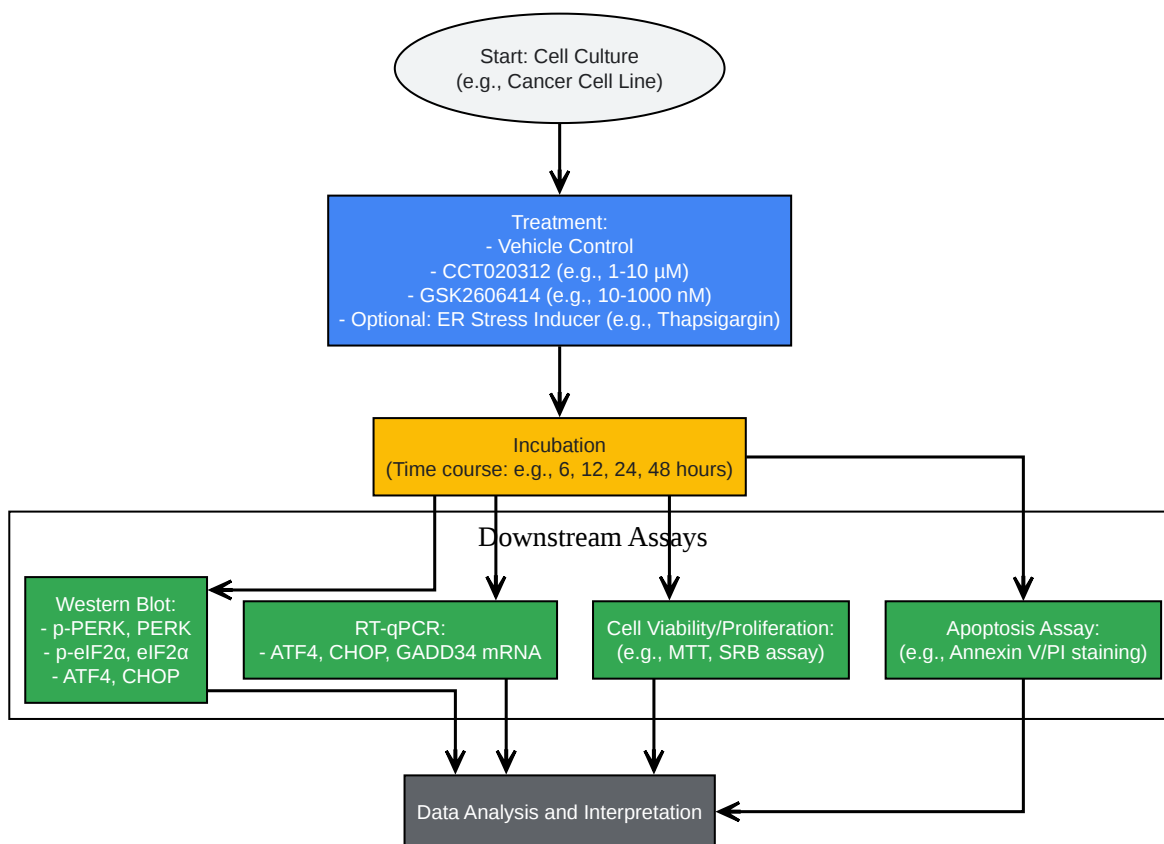 Start: Cell Culture
(e.g., Cancer Cell Line)
Treatment:
- Vehicle Control
- CCT020312 (e.g., 1-10 µM)
- GSK2606414 (e.g., 10-1000 nM)
- Optional: ER Stress Inducer (e.g., Thapsigargin)
Incubation
(Time course: e.g., 6, 12, 24, 48 hours)
Downstream Assays
Western Blot:
- p-PERK, PERK
- p-eIF2α, eIF2α
- ATF4, CHOP
RT-qPCR:
- ATF4, CHOP, GADD34 mRNA
Cell Viability/Proliferation:
(e.g., MTT, SRB assay)
Apoptosis Assay:
(e.g., Annexin V/PI staining)
Data Analysis and Interpretation